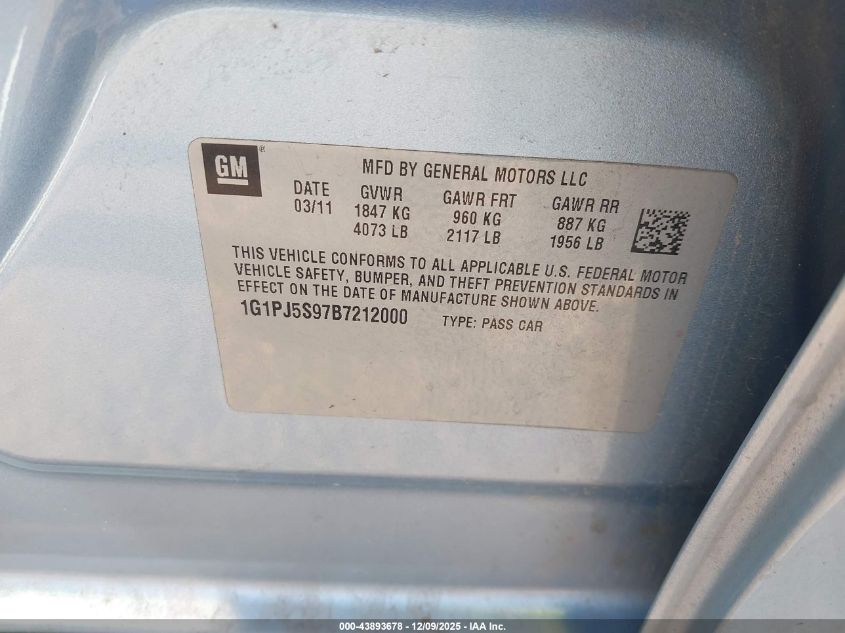 GM®
MFD BY GENERAL MOTORS LLC
DATE GVWR GAWR FRT GAWR RR
03/11 1847 KG 960 KG 887 KG
4073 LB 2117 LB 1956 LB
THIS VEHICLE CONFORMS TO ALL APPLICABLE U.S. FEDERAL MOTOR
VEHICLE SAFETY, BUMPER, AND THEFT PREVENTION STANDARDS IN
EFFECT ON THE DATE OF MANUFACTURE SHOWN ABOVE.
1G1PJ5S97B7212000 TYPE: PASS CAR
000-43893678 - 12/09/2025 - IAA Inc.